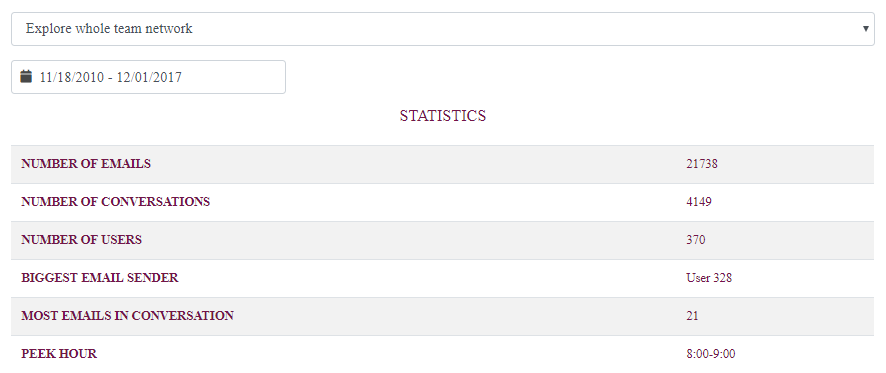 Explore whole team network
11/18/2010 - 12/01/2017
STATISTICS
NUMBER OF EMAILS 21738
NUMBER OF CONVERSATIONS 4149
NUMBER OF USERS 370
BIGGEST EMAIL SENDER User 328
MOST EMAILS IN CONVERSATION 21
PEEK HOUR 8:00-9:00